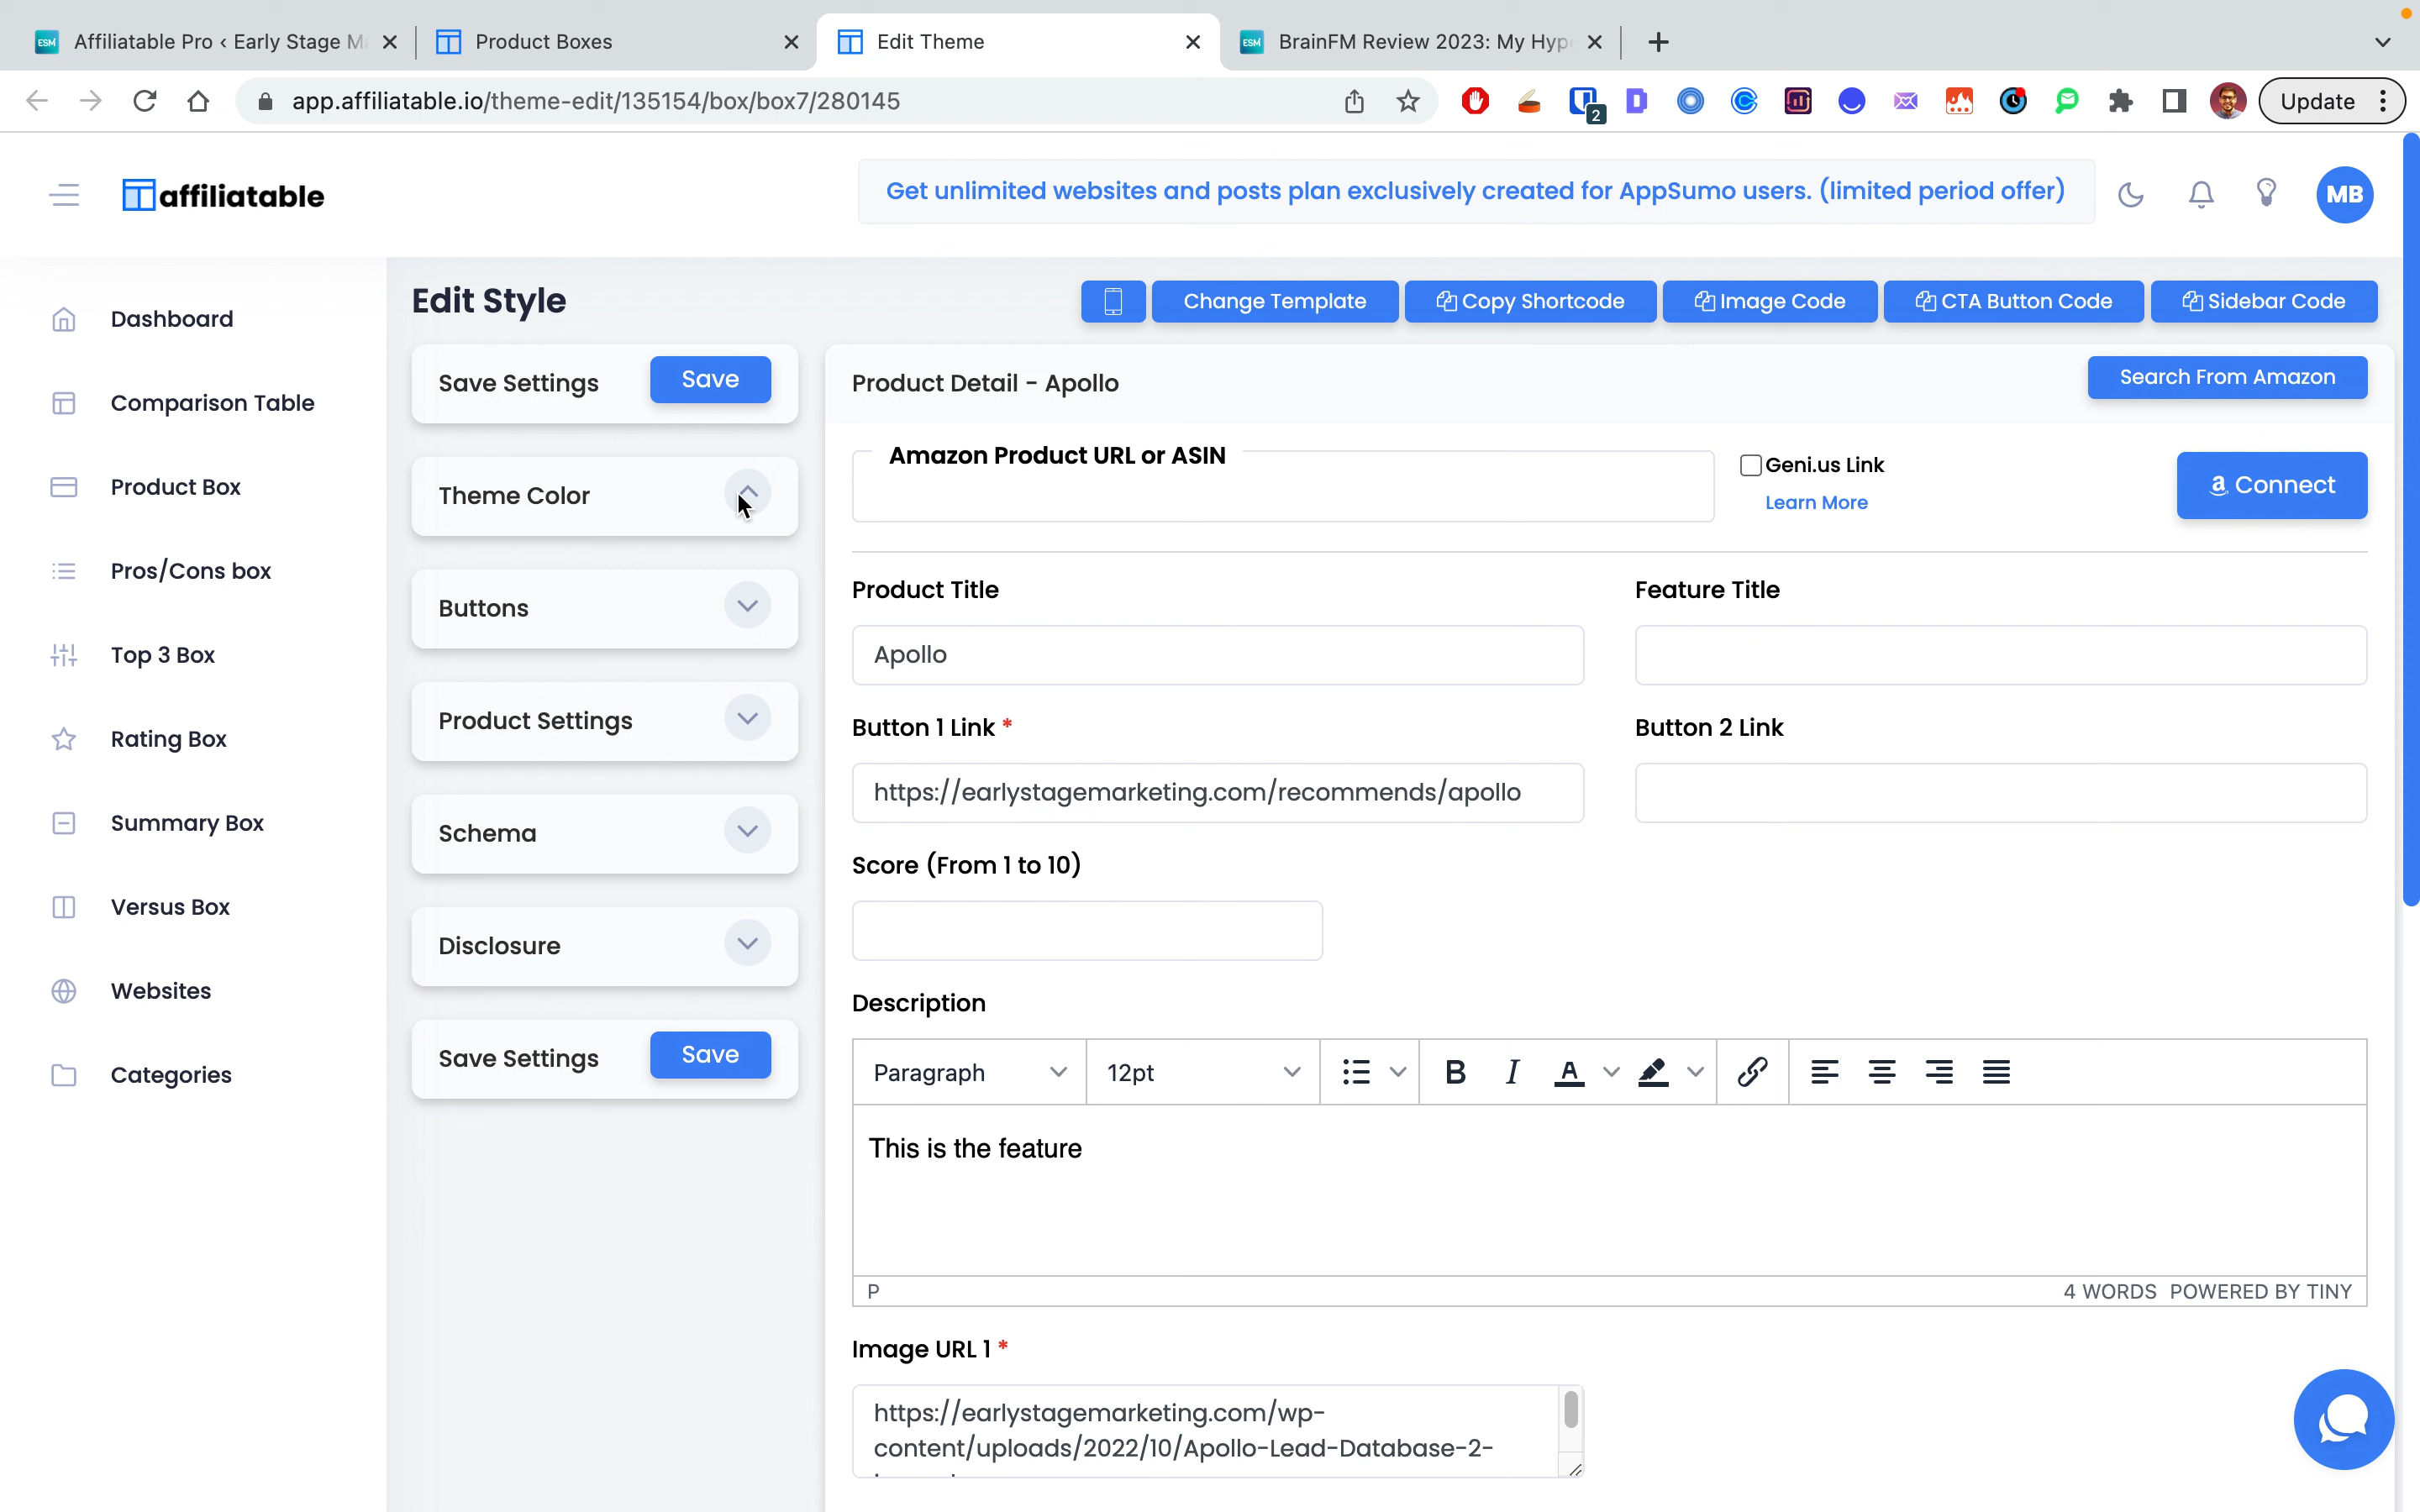 ESM Affiliatable Pro ‹ Early Stage M
Product Boxes
Edit Theme
ESM BrainFM Review 2023: My Hyp
app.affiliatable.io/theme-edit/135154/box/box7/280145
2
Update
affiliatable
Get unlimited websites and posts plan exclusively created for AppSumo users. (limited period offer)
MB
Dashboard
Comparison Table
Product Box
Pros/Cons box
Top 3 Box
Rating Box
Summary Box
Versus Box
Websites
Categories
Edit Style
Change Template
Copy Shortcode
Image Code
CTA Button Code
Sidebar Code
Save Settings
Save
Theme Color
Buttons
Product Settings
Schema
Disclosure
Save Settings
Save
Product Detail - Apollo
Search From Amazon
Amazon Product URL or ASIN
Geni.us Link
Learn More
Connect
Product Title
Feature Title
Apollo
Button 1 Link *
Button 2 Link
https://earlystagemarketing.com/recommends/apollo
Score (From 1 to 10)
Description
Paragraph
12pt
B I A
This is the feature
P
4 WORDS POWERED BY TINY
Image URL 1 *
https://earlystagemarketing.com/wp-
content/uploads/2022/10/Apollo-Lead-Database-2-